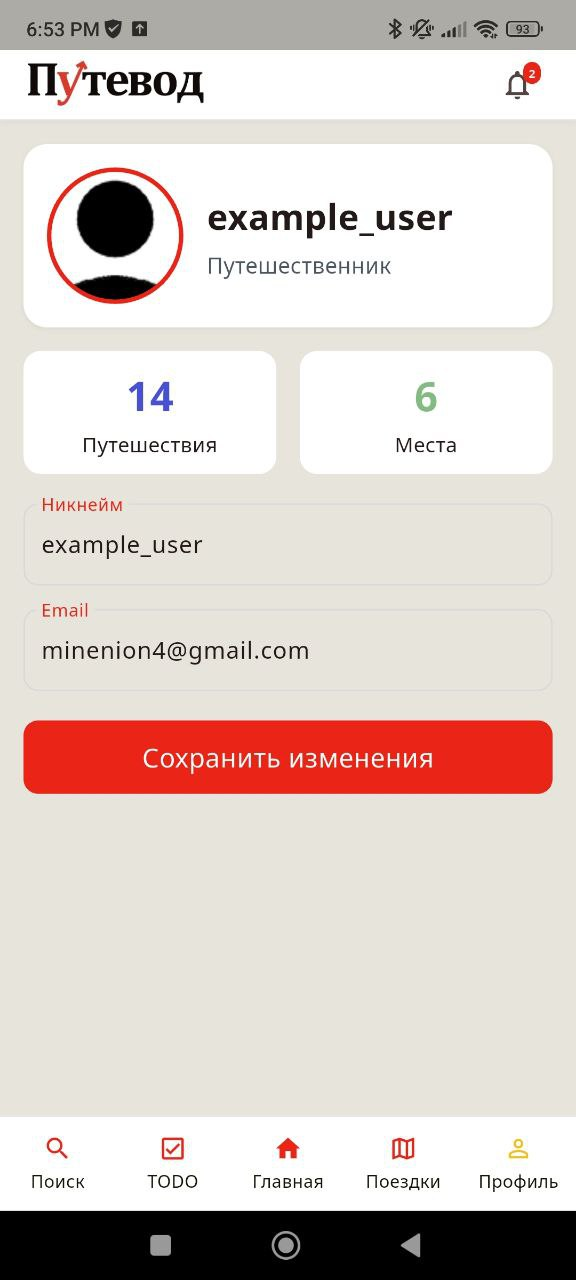 6:53 PM
93
Путевод
2
example_user
Путешественник
14
Путешествия
6
Места
Никнейм
example_user
Email
minenion4@gmail.com
Сохранить изменения
Поиск
TODO
Главная
Поездки
Профиль